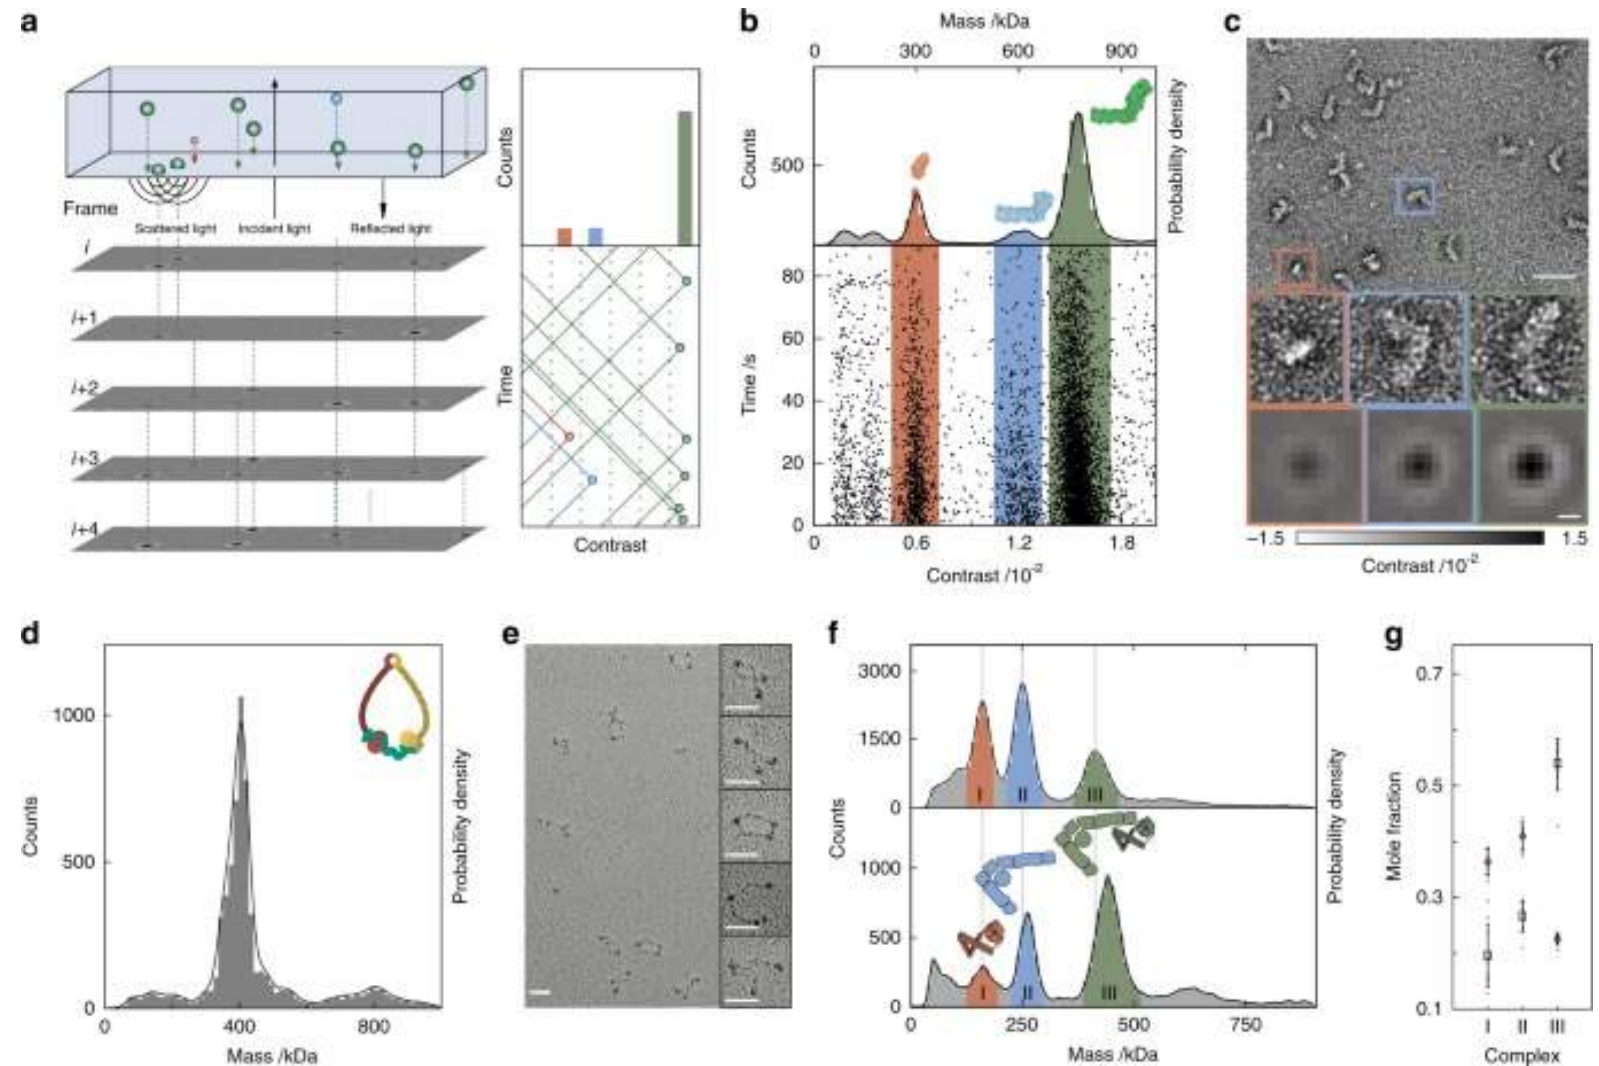 a
Frame
Scattered light
Incident light
Reflected light
i
i+1
i+2
i+3
i+4
Counts
Time
Contrast
b
Mass /kDa
0 300 600 900
Counts
500
Probability density
Time /s
80
60
40
20
0
0 0.6 1.2 1.8
Contrast /10⁻²
c
−1.5 1.5
Contrast /10⁻²
d
Counts
1000
500
0
0 400 800
Mass /kDa
Probability density
e
f
Counts
3000
1500
0
I II III
1000
500
0
I II III
0 250 500 750
Mass /kDa
Probability density
Probability density
g
Mole fraction
0.7
0.5
0.3
0.1
I II III
Complex